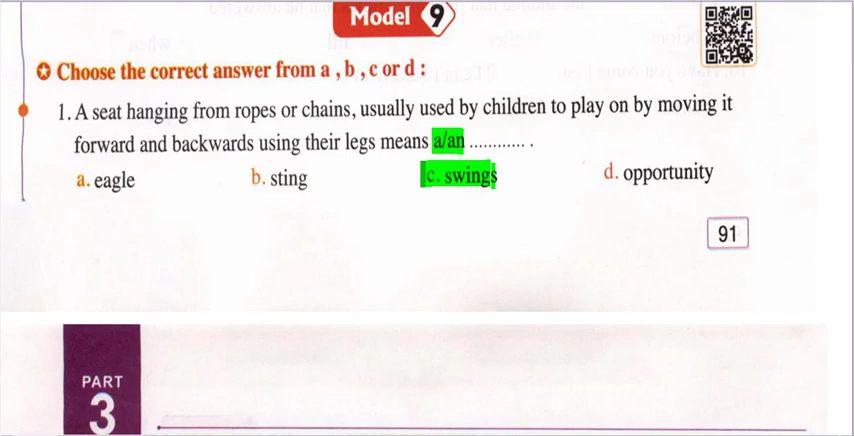 Model 9
✪ Choose the correct answer from a , b , c or d :
1. A seat hanging from ropes or chains, usually used by children to play on by moving it
forward and backwards using their legs means a/an ............ .
a. eagle b. sting c. swings d. opportunity
91
PART
3